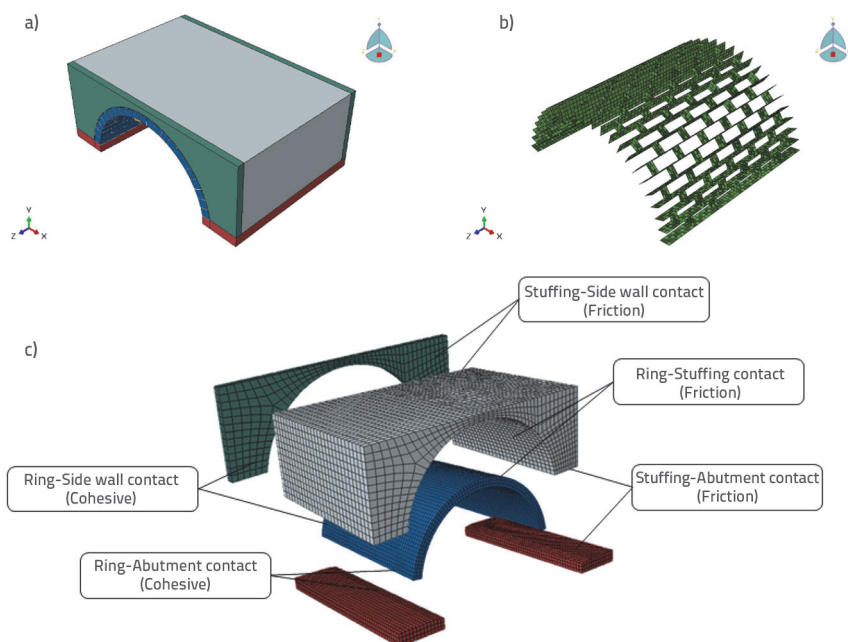 a)
b)
Y
Z
X
Y
Z
X
Stuffing-Side wall contact
(Friction)
c)
Ring-Stuffing contact
(Friction)
Ring-Side wall contact
(Cohesive)
Stuffing-Abutment contact
(Friction)
Ring-Abutment contact
(Cohesive)